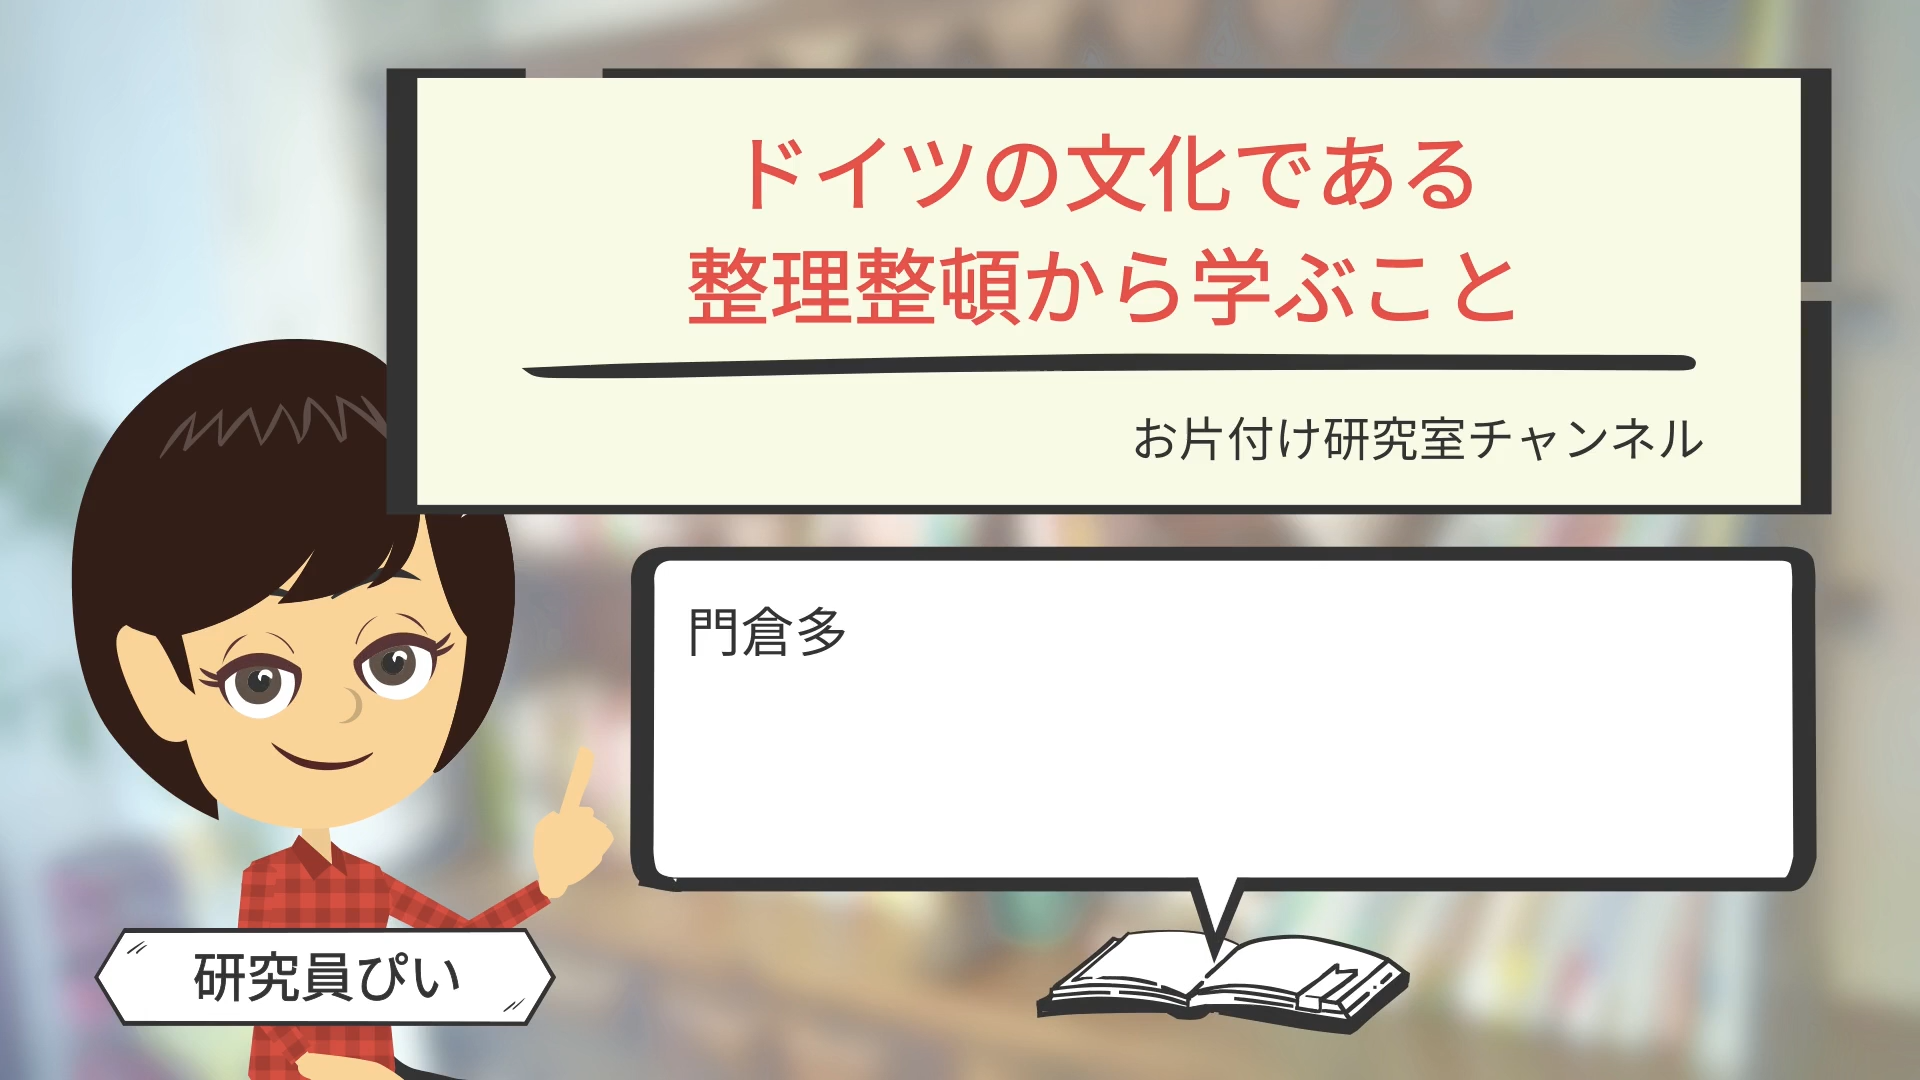 ドイツの文化である
整理整頓から学ぶこと
お片付け研究室チャンネル
門倉多
研究員ぴい